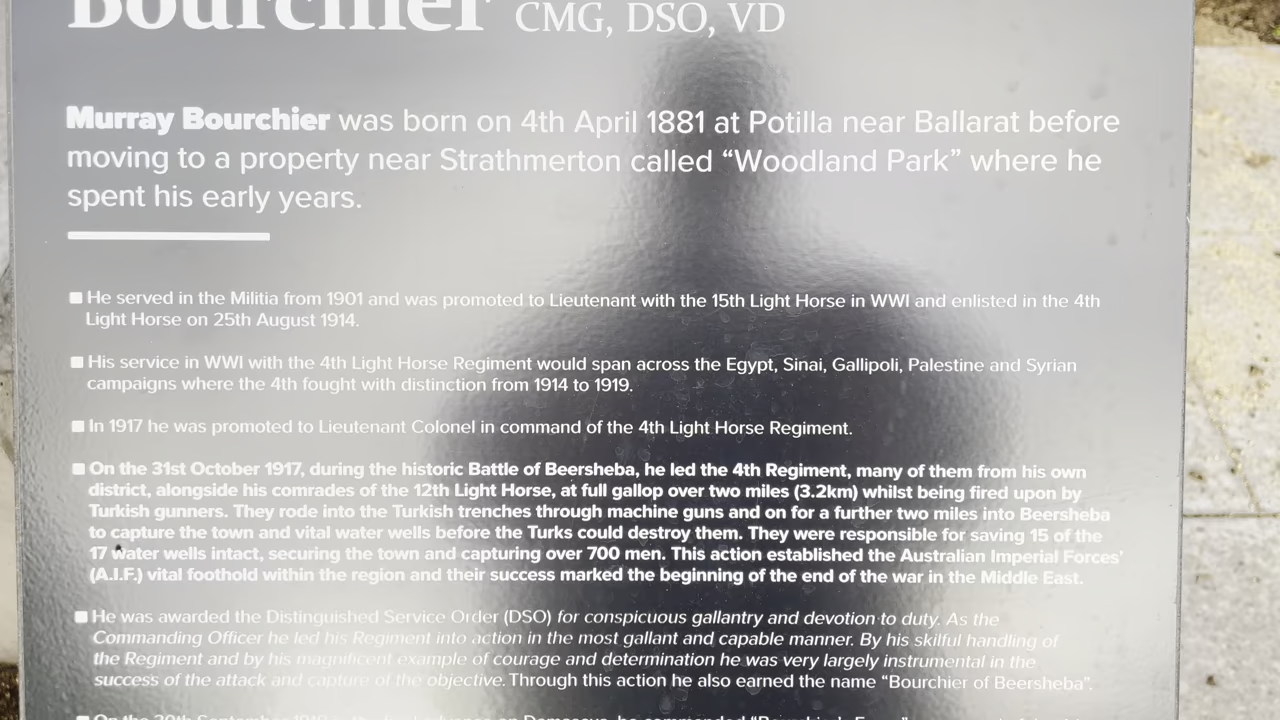 Bourchier CMG, DSO, VD
Murray Bourchier was born on 4th April 1881 at Potilla near Ballarat before
moving to a property near Strathmerton called “Woodland Park” where he
spent his early years.
He served in the Militia from 1901 and was promoted to Lieutenant with the 15th Light Horse in WWI and enlisted in the 4th
Light Horse on 25th August 1914.
His service in WWI with the 4th Light Horse Regiment would span across the Egypt, Sinai, Gallipoli, Palestine and Syrian
campaigns where the 4th fought with distinction from 1914 to 1919.
In 1917 he was promoted to Lieutenant Colonel in command of the 4th Light Horse Regiment.
On the 31st October 1917, during the historic Battle of Beersheba, he led the 4th Regiment, many of them from his own
district, alongside his comrades of the 12th Light Horse, at full gallop over two miles (3.2km) whilst being fired upon by
Turkish gunners. They rode into the Turkish trenches through machine guns and on for a further two miles into Beersheba
to capture the town and vital water wells before the Turks could destroy them. They were responsible for saving 15 of the
17 water wells intact, securing the town and capturing over 700 men. This action established the Australian Imperial Forces’
(A.I.F.) vital foothold within the region and their success marked the beginning of the end of the war in the Middle East.
He was awarded the Distinguished Service Order (DSO) for conspicuous gallantry and devotion to duty. As the
Commanding Officer he led his Regiment into action in the most gallant and capable manner. By his skilful handling of
the Regiment and by his magnificent example of courage and determination he was very largely instrumental in the
success of the attack and capture of the objective. Through this action he also earned the name “Bourchier of Beersheba”.